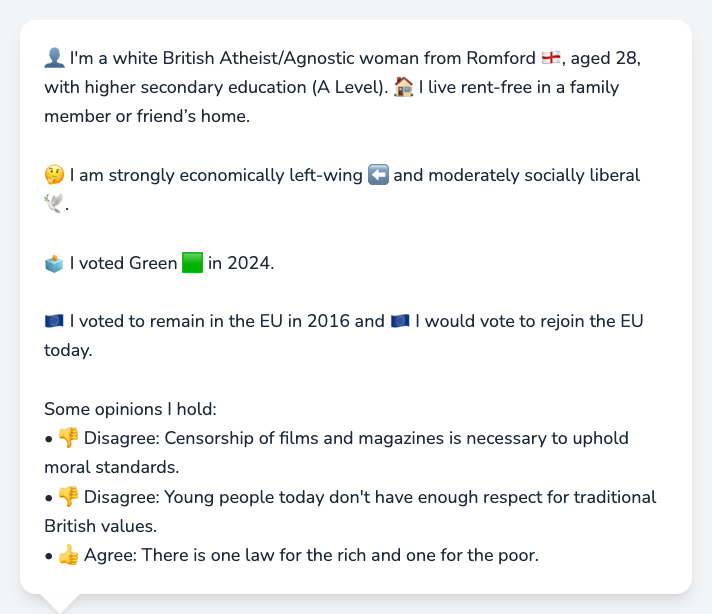 👤 I'm a white British Atheist/Agnostic woman from Romford 🏴󠁧󠁢󠁥󠁮󠁧󠁿, aged 28,
with higher secondary education (A Level). 🏠 I live rent-free in a family
member or friend’s home.
🤔 I am strongly economically left-wing ⬅️ and moderately socially liberal
🕊️.
🗳️ I voted Green 🟩 in 2024.
🇪🇺 I voted to remain in the EU in 2016 and 🇪🇺 I would vote to rejoin the EU
today.
Some opinions I hold:
• 👎 Disagree: Censorship of films and magazines is necessary to uphold
moral standards.
• 👎 Disagree: Young people today don't have enough respect for traditional
British values.
• 👍 Agree: There is one law for the rich and one for the poor.